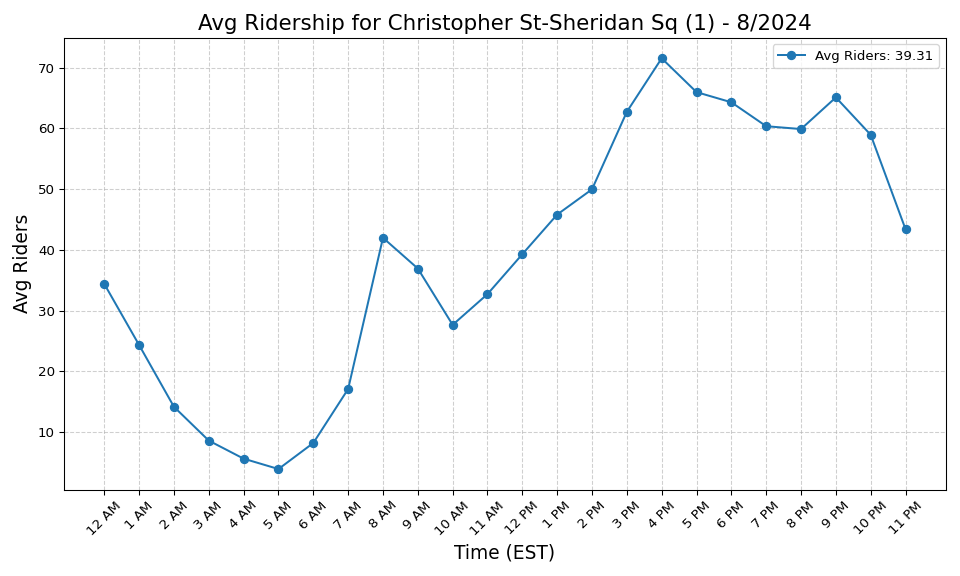 Avg Ridership for Christopher St-Sheridan Sq (1) - 8/2024
Avg Riders: 39.31
Avg Riders
70
60
50
40
30
20
10
12 AM
1 AM
2 AM
3 AM
4 AM
5 AM
6 AM
7 AM
8 AM
9 AM
10 AM
11 AM
12 PM
1 PM
2 PM
3 PM
4 PM
5 PM
6 PM
7 PM
8 PM
9 PM
10 PM
11 PM
Time (EST)